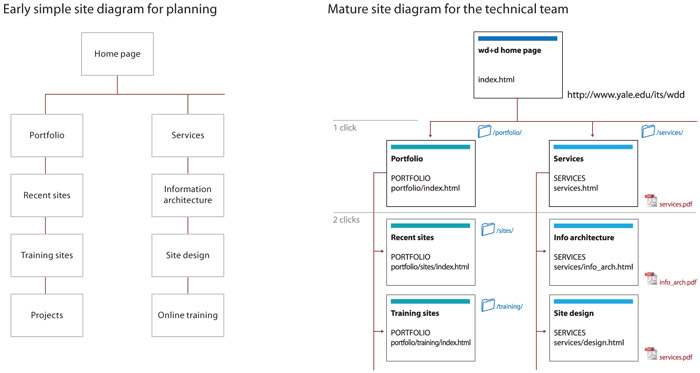 Early simple site diagram for planning
Home page
Portfolio
Services
Recent sites
Information
architecture
Training sites
Site design
Projects
Online training
Mature site diagram for the technical team
wd+d home page
index.html
http://www.yale.edu/its/wdd
1 click
/portfolio/
/services/
Portfolio
PORTFOLIO
portfolio/index.html
Services
SERVICES
services.html
services.pdf
2 clicks
/sites/
Recent sites
PORTFOLIO
portfolio/sites/index.html
Info architecture
SERVICES
services/info_arch.html
info_arch.pdf
/training/
Training sites
PORTFOLIO
portfolio/training/index.html
Site design
SERVICES
services/design.html
services.pdf